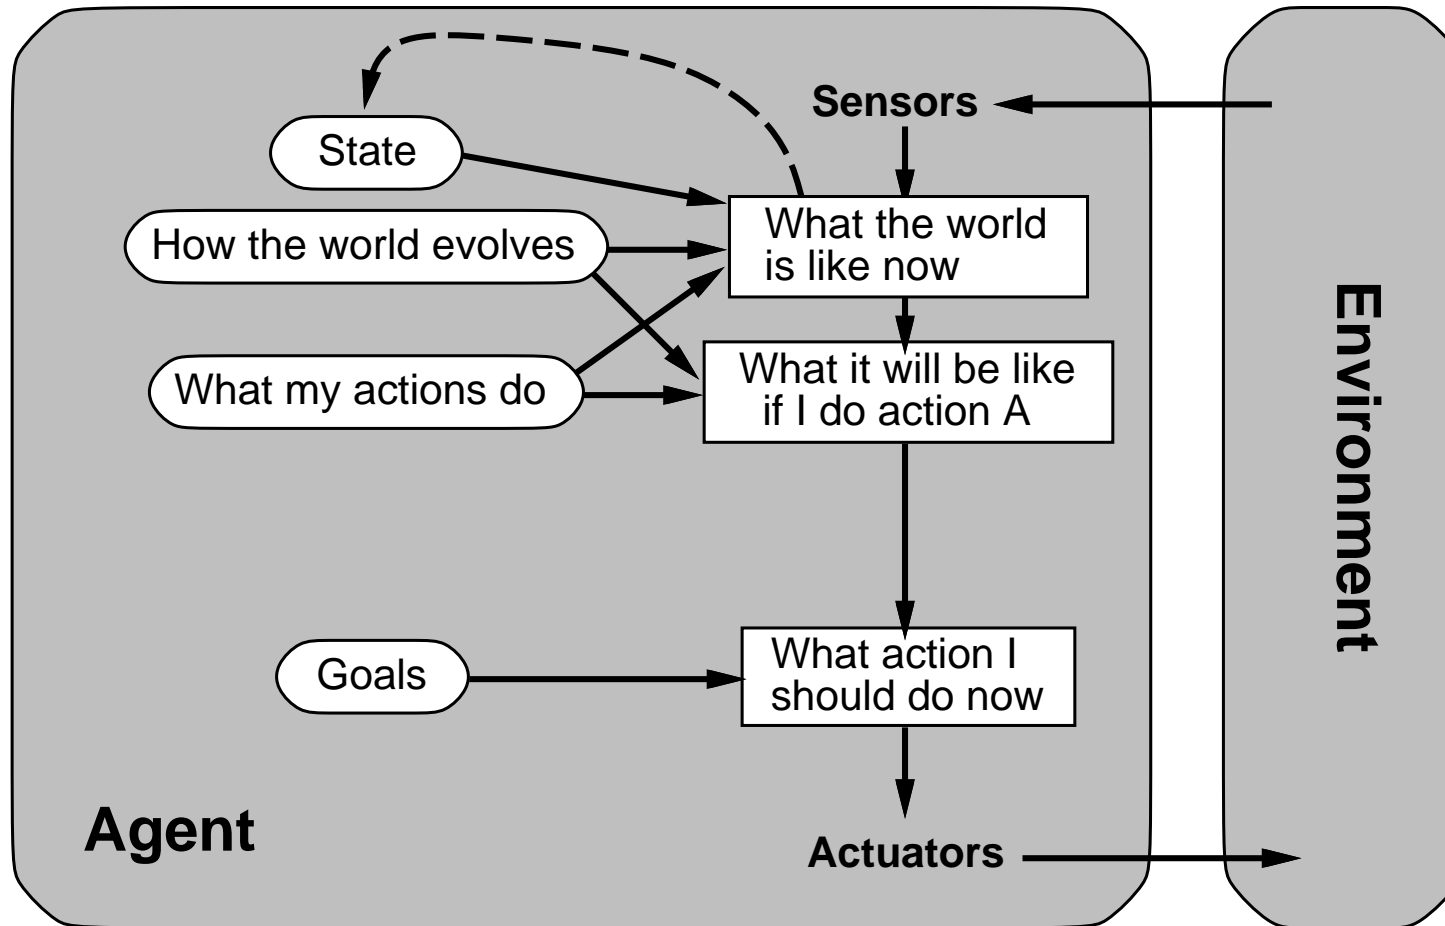 Sensors
State
What the world
is like now
How the world evolves
What it will be like
if I do action A
What my actions do
Environment
What action I
should do now
Goals
Agent
Actuators